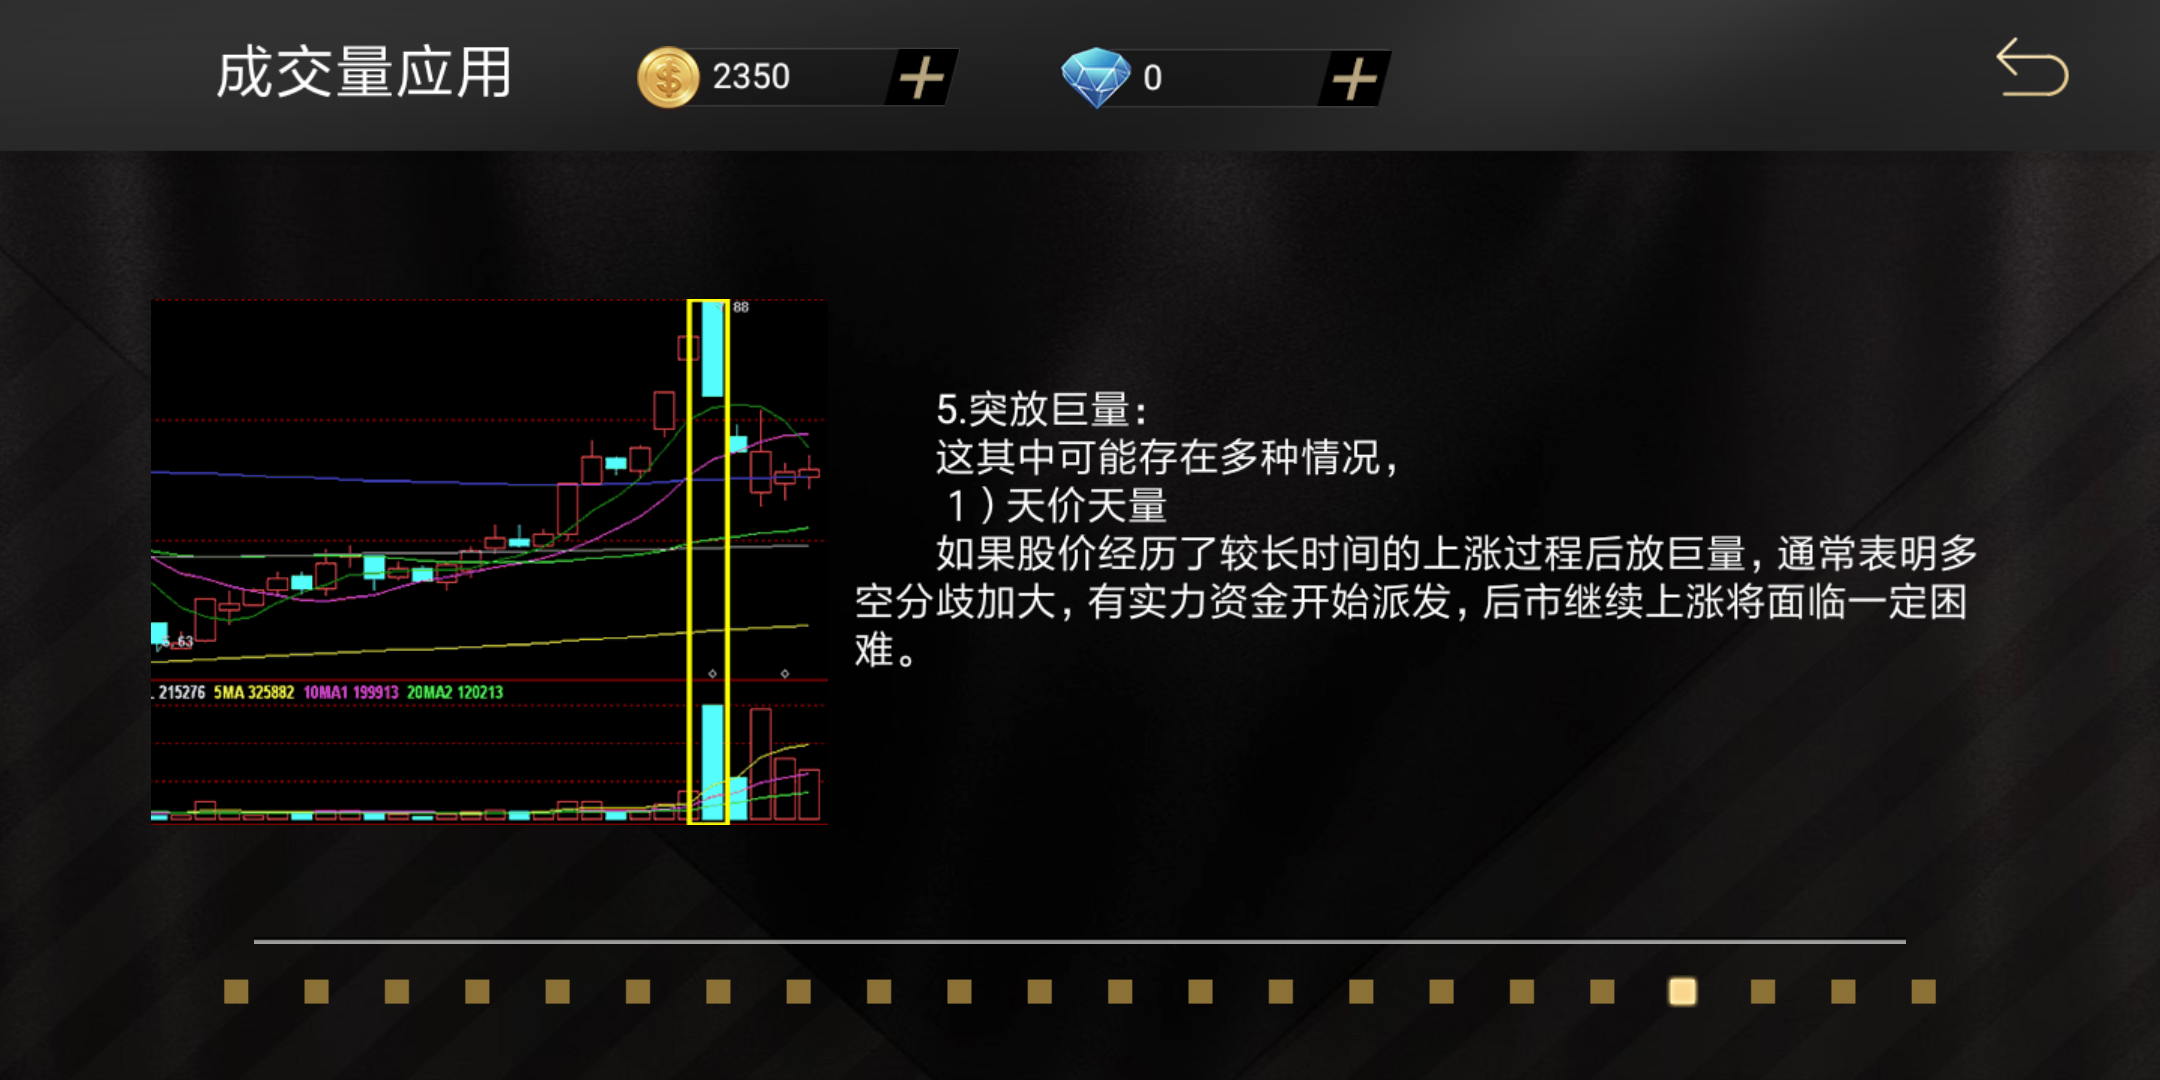 成交量应用
2350
0
88
5.突放巨量：
这其中可能存在多种情况，
1）天价天量
如果股价经历了较长时间的上涨过程后放巨量，通常表明多
空分歧加大，有实力资金开始派发，后市继续上涨将面临一定困
难。
215276 5MA 325882 10MA1 199913 20MA2 120213